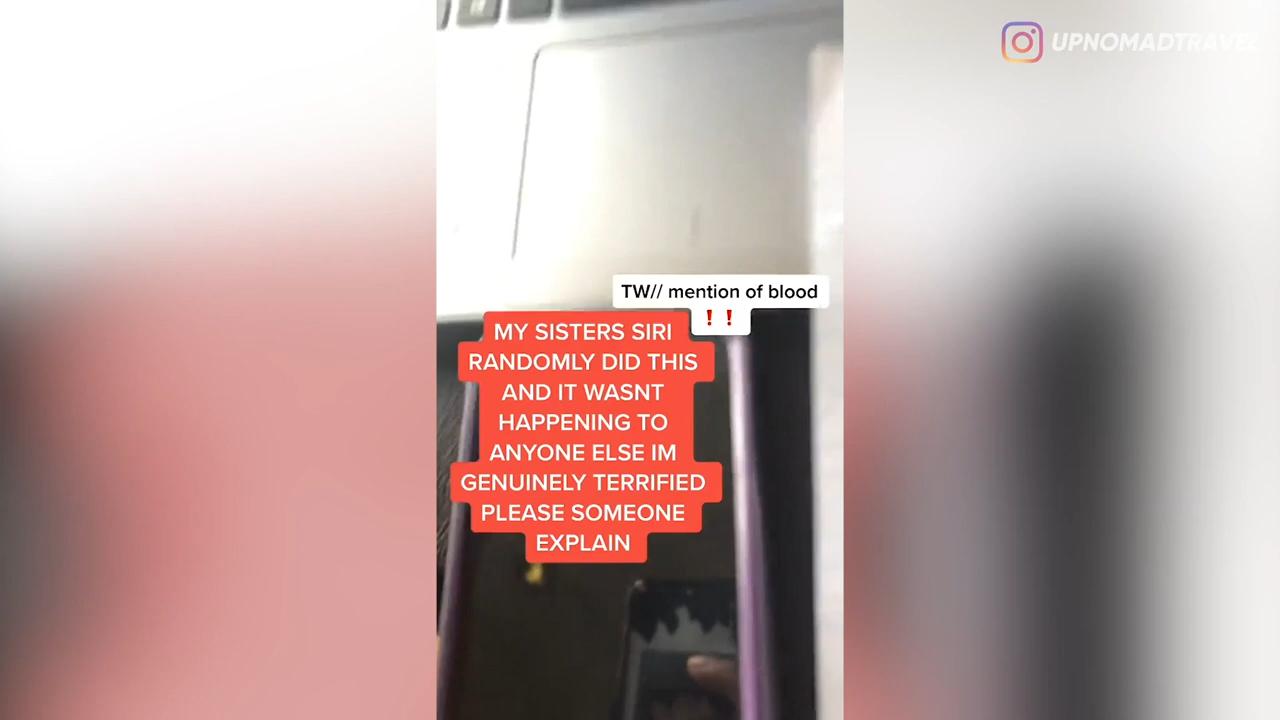 UPNOMADTRAVEL
TW// mention of blood
❗❗
MY SISTERS SIRI
RANDOMLY DID THIS
AND IT WASNT
HAPPENING TO
ANYONE ELSE IM
GENUINELY TERRIFIED
PLEASE SOMEONE
EXPLAIN